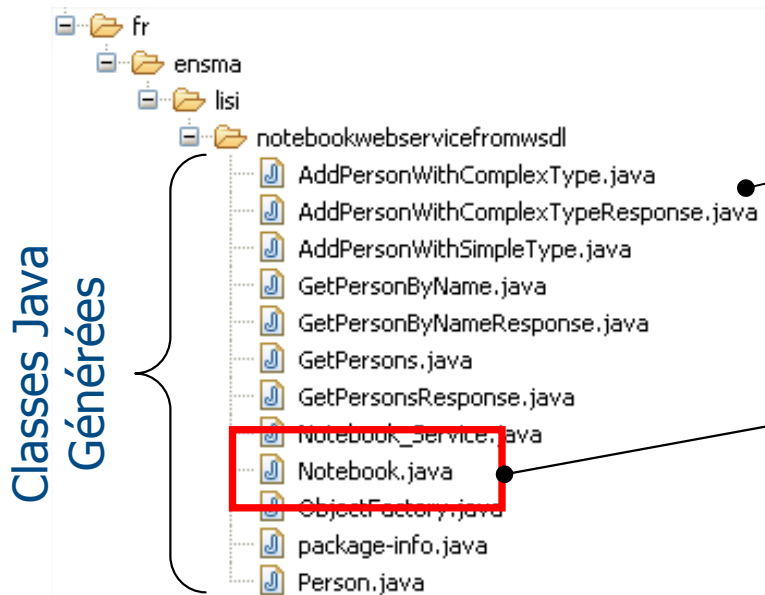 fr
ensma
lisi
notebookwebservicefromwsdl
AddPersonWithComplexType.java
AddPersonWithComplexTypeResponse.java
AddPersonWithSimpleType.java
GetPersonByName.java
GetPersonByNameResponse.java
GetPersons.java
GetPersonsResponse.java
Notebook_Service.java
Notebook.java
ObjectFactory.java
package-info.java
Person.java
Classes Java
Générées